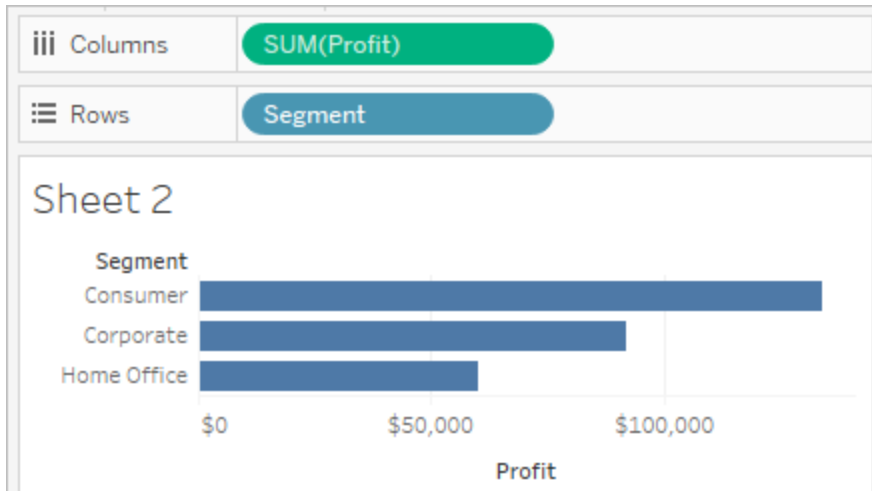 Columns SUM(Profit)
Rows Segment
Sheet 2
Segment
Consumer
Corporate
Home Office
$0 $50,000 $100,000
Profit